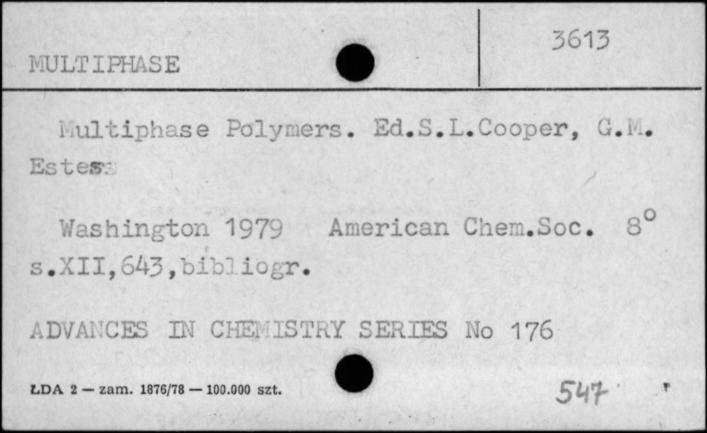 MULTIPHASE
3613
Multiphase Polymers. Ed.S.L.Cooper, G.M.
Estes
Washington 1979 American Chem.Soc. 8°
s.XII,643,bibliogr.
ADVANCES IN CHEMISTRY SERIES No 176
ŁDA 2 — zam. 1876/78 — 100.000 szt.
547